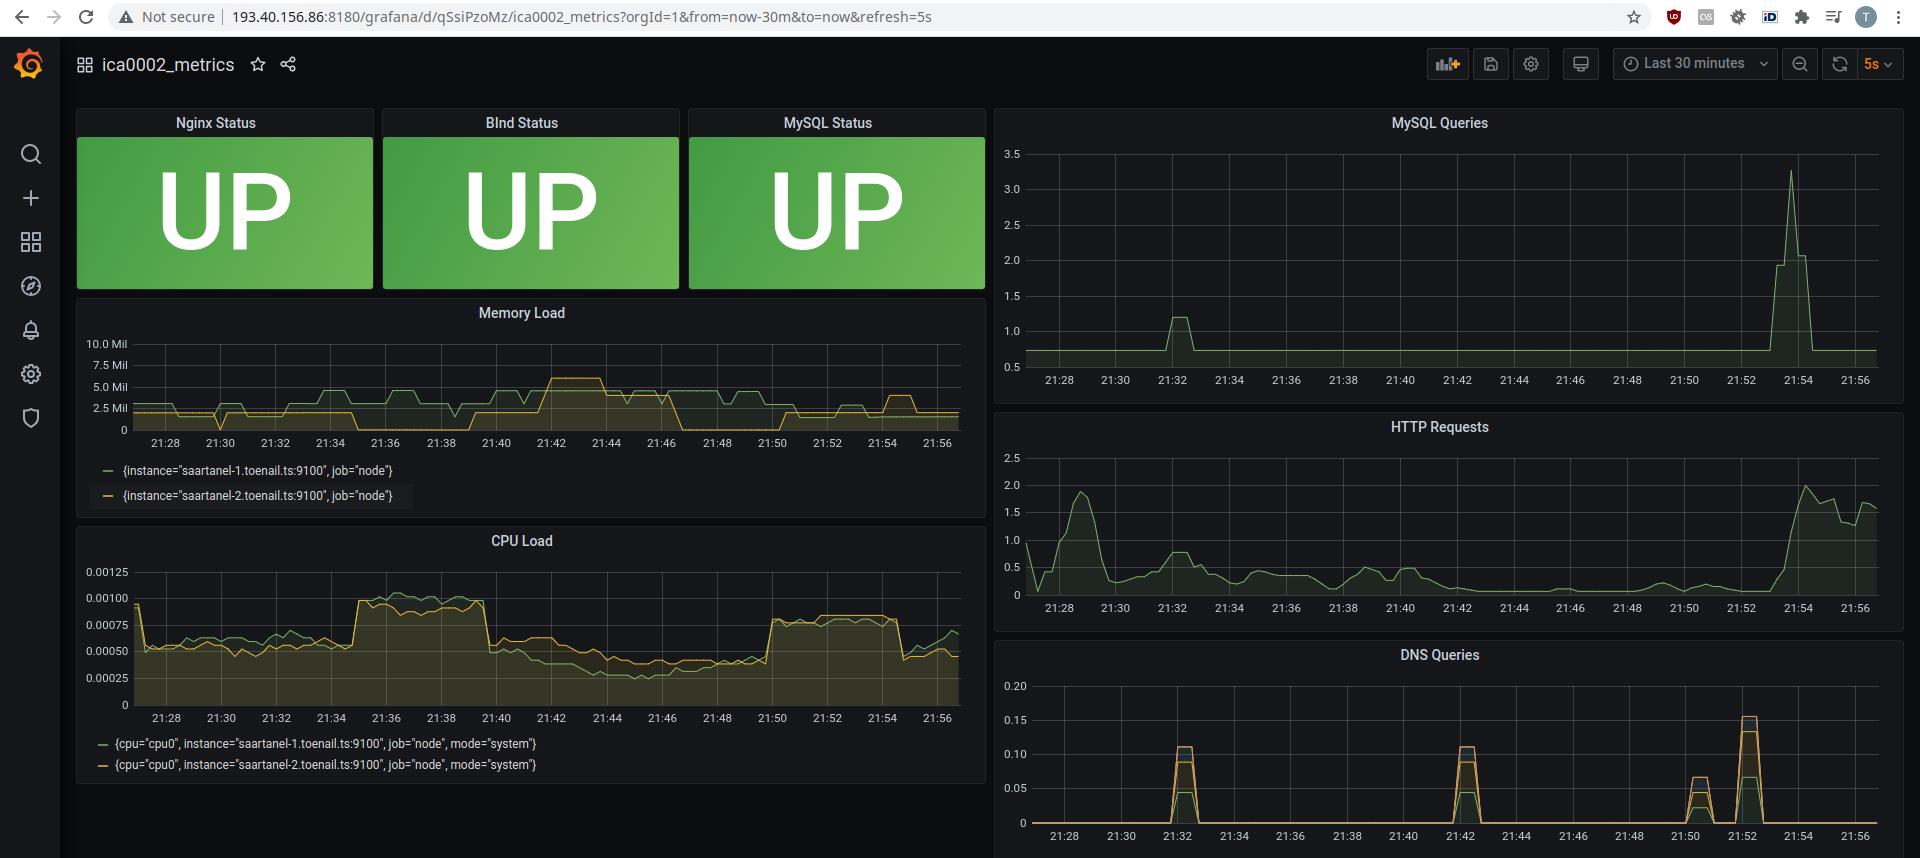 Not secure
193.40.156.86:8180/grafana/d/qSsiPzoMz/ica0002_metrics?orgId=1&from=now-30m&to=now&refresh=5s
T
ica0002_metrics
Last 30 minutes
5s
Nginx Status
BInd Status
MySQL Status
UP
UP
UP
Memory Load
10.0 Mil
7.5 Mil
5.0 Mil
2.5 Mil
0
21:28 21:30 21:32 21:34 21:36 21:38 21:40 21:42 21:44 21:46 21:48 21:50 21:52 21:54 21:56
{instance="saartanel-1.toenail.ts:9100", job="node"}
{instance="saartanel-2.toenail.ts:9100", job="node"}
CPU Load
0.00125
0.00100
0.00075
0.00050
0.00025
0
21:28 21:30 21:32 21:34 21:36 21:38 21:40 21:42 21:44 21:46 21:48 21:50 21:52 21:54 21:56
{cpu="cpu0", instance="saartanel-1.toenail.ts:9100", job="node", mode="system"}
{cpu="cpu0", instance="saartanel-2.toenail.ts:9100", job="node", mode="system"}
MySQL Queries
3.5
3.0
2.5
2.0
1.5
1.0
0.5
21:28 21:30 21:32 21:34 21:36 21:38 21:40 21:42 21:44 21:46 21:48 21:50 21:52 21:54 21:56
HTTP Requests
2.5
2.0
1.5
1.0
0.5
0
21:28 21:30 21:32 21:34 21:36 21:38 21:40 21:42 21:44 21:46 21:48 21:50 21:52 21:54 21:56
DNS Queries
0.20
0.15
0.10
0.05
0
21:28 21:30 21:32 21:34 21:36 21:38 21:40 21:42 21:44 21:46 21:48 21:50 21:52 21:54 21:56